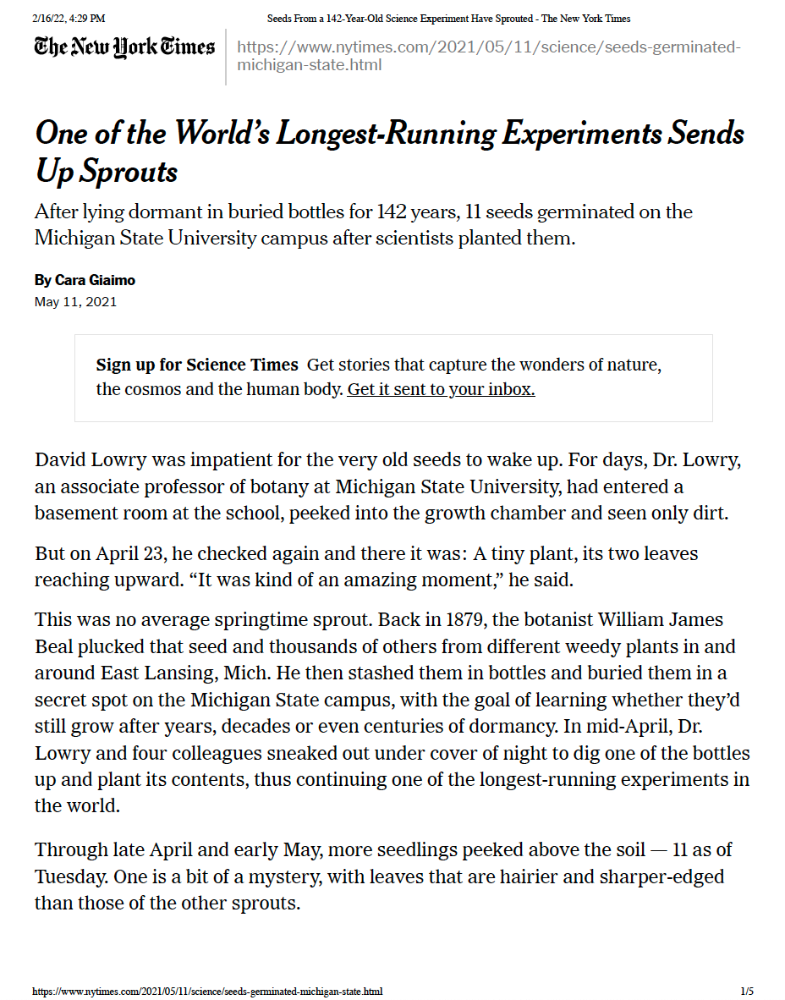 2/16/22, 4:29 PM Seeds From a 142-Year-Old Science Experiment Have Sprouted - The New York Times
The New York Times
https://www.nytimes.com/2021/05/11/science/seeds-germinated-
michigan-state.html
One of the World’s Longest-Running Experiments Sends
Up Sprouts
After lying dormant in buried bottles for 142 years, 11 seeds germinated on the
Michigan State University campus after scientists planted them.
By Cara Giaimo
May 11, 2021
Sign up for Science Times Get stories that capture the wonders of nature,
the cosmos and the human body. Get it sent to your inbox.
David Lowry was impatient for the very old seeds to wake up. For days, Dr. Lowry,
an associate professor of botany at Michigan State University, had entered a
basement room at the school, peeked into the growth chamber and seen only dirt.
But on April 23, he checked again and there it was: A tiny plant, its two leaves
reaching upward. “It was kind of an amazing moment,” he said.
This was no average springtime sprout. Back in 1879, the botanist William James
Beal plucked that seed and thousands of others from different weedy plants in and
around East Lansing, Mich. He then stashed them in bottles and buried them in a
secret spot on the Michigan State campus, with the goal of learning whether they’d
still grow after years, decades or even centuries of dormancy. In mid-April, Dr.
Lowry and four colleagues sneaked out under cover of night to dig one of the bottles
up and plant its contents, thus continuing one of the longest-running experiments in
the world.
Through late April and early May, more seedlings peeked above the soil — 11 as of
Tuesday. One is a bit of a mystery, with leaves that are hairier and sharper-edged
than those of the other sprouts.
https://www.nytimes.com/2021/05/11/science/seeds-germinated-michigan-state.html 1/5